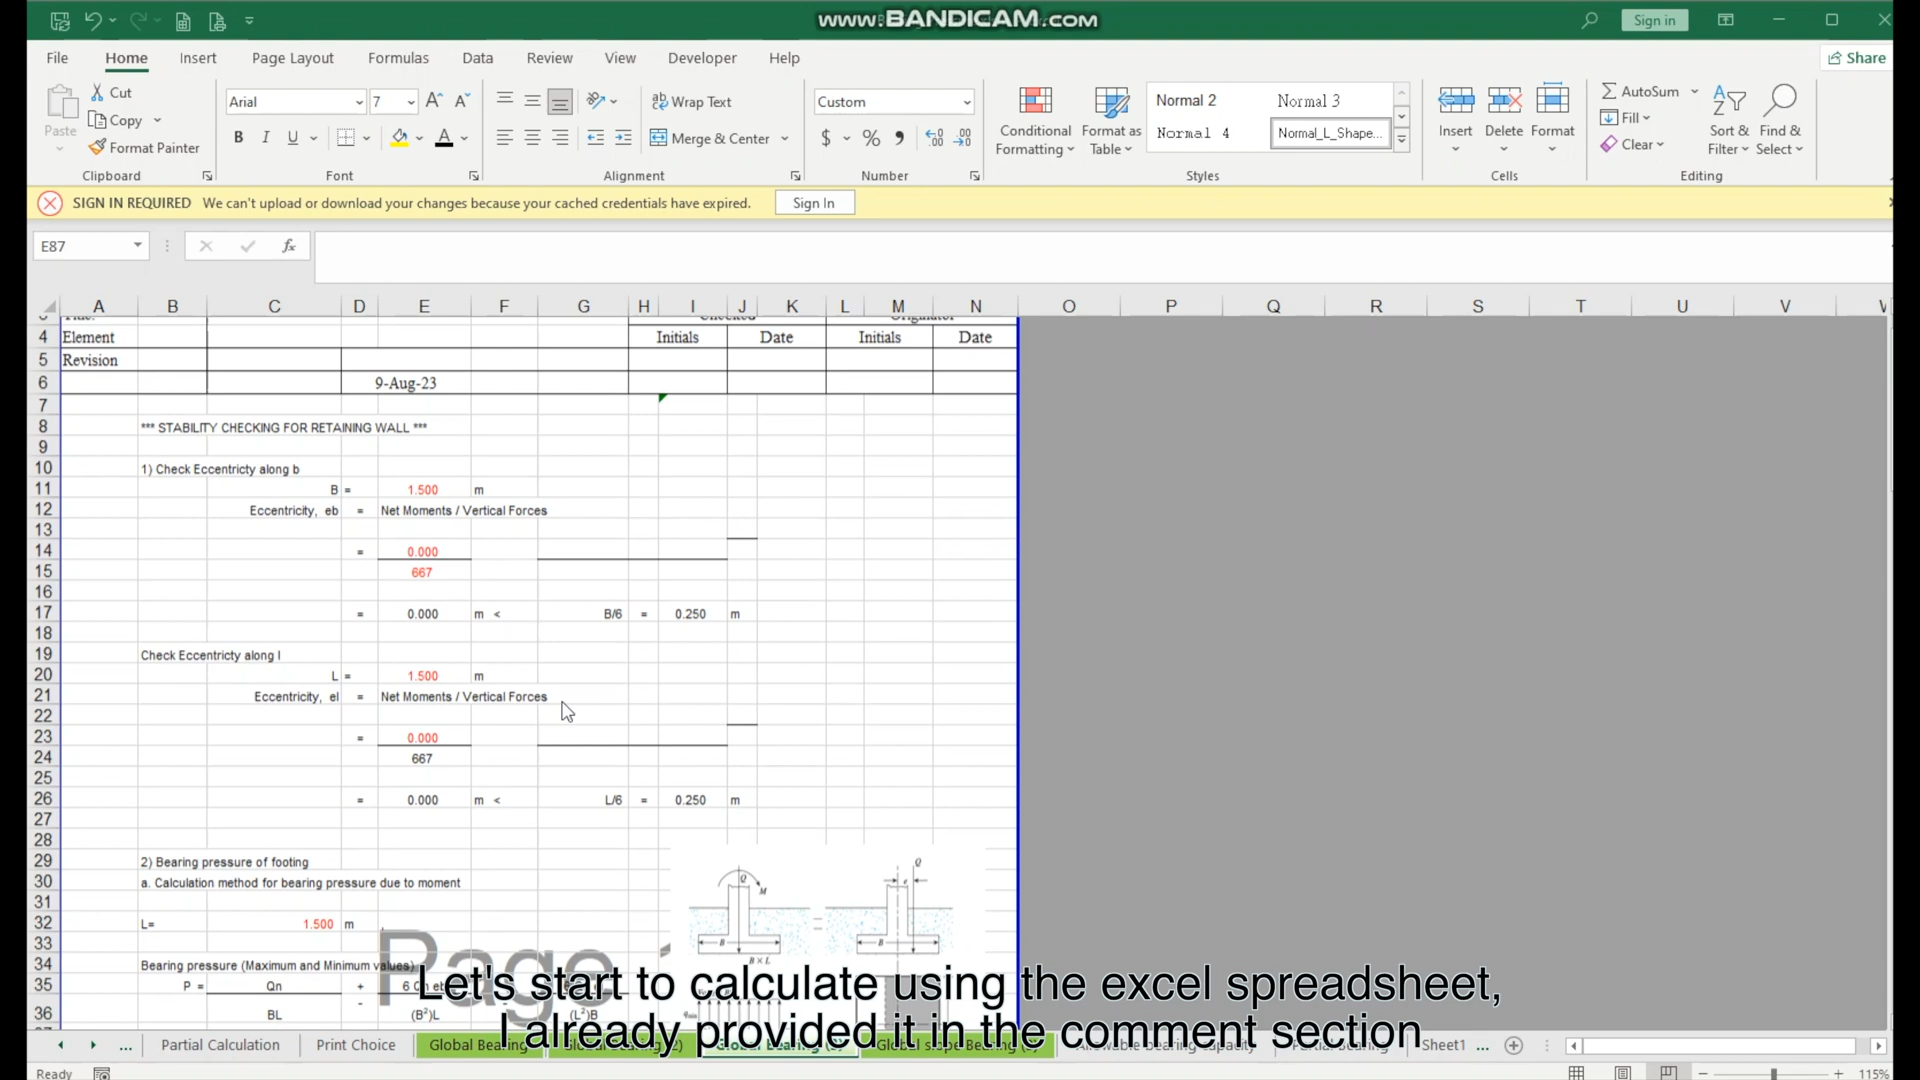 www.BANDICAM.com
Sign in
File Home Insert Page Layout Formulas Data Review View Developer Help
Share
Paste
Cut
Copy
Format Painter
Clipboard
Arial 7
B I U
Font
Wrap Text
Merge & Center
Alignment
Custom
$ %
Number
Conditional Formatting
Format as Table
Normal 2 Normal 3
Normal 4 Normal_L_Shape...
Styles
Insert Delete Format
Cells
AutoSum
Fill
Clear
Sort & Filter
Find & Select
Editing
SIGN IN REQUIRED We can't upload or download your changes because your cached credentials have expired. Sign In
E87 fx
A B C D E F G H I J K L M N O P Q R S T U V
4 Element Initials Date Initials Date
5 Revision
6 9-Aug-23
7
8 *** STABILITY CHECKING FOR RETAINING WALL ***
9
10 1) Check Eccentricty along b
11 B = 1.500 m
12 Eccentricity, eb = Net Moments / Vertical Forces
13
14 = 0.000
15 667
16
17 = 0.000 m < B/6 = 0.250 m
18
19 Check Eccentricty along l
20 L = 1.500 m
21 Eccentricity, el = Net Moments / Vertical Forces
22
23 = 0.000
24 667
25
26 = 0.000 m < L/6 = 0.250 m
27
28
29 2) Bearing pressure of footing
30 a. Calculation method for bearing pressure due to moment
31
32 L= 1.500 m
33
34 Bearing pressure (Maximum and Minimum values)
35 P = Qn + 6 Qn eb
36 BL - (B²)L (L²)B
Q M B B × L
Q e B
Page
Let's start to calculate using the excel spreadsheet,
I already provided it in the comment section
... Partial Calculation Print Choice Global Bearing Sheet1 ...
Ready 115%